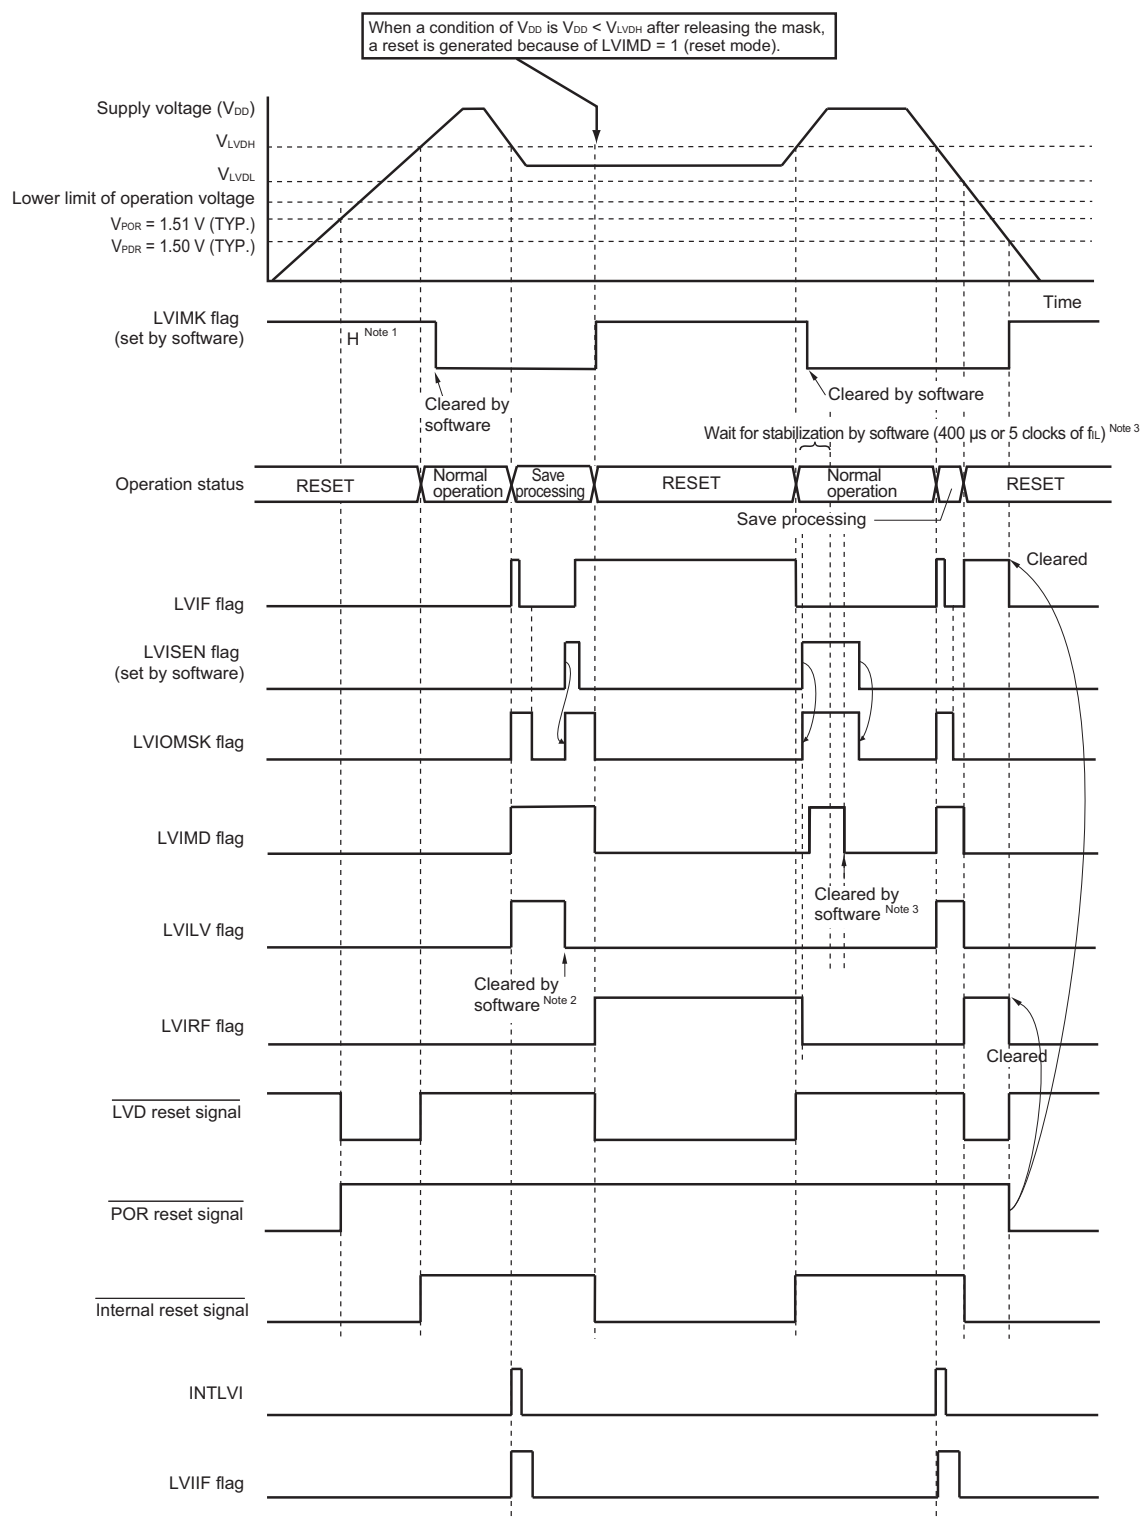 When a condition of VDD is VDD < VLVDH after releasing the mask,
a reset is generated because of LVIMD = 1 (reset mode).
Supply voltage (VDD)
VLVDH
VLVDL
Lower limit of operation voltage
VPOR = 1.51 V (TYP.)
VPDR = 1.50 V (TYP.)
Time
LVIMK flag
(set by software)
H Note 1
Cleared by
software
Cleared by software
Wait for stabilization by software (400 μs or 5 clocks of fIL) Note 3
Operation status
RESET
Normal
operation
Save
processing
RESET
Normal
operation
RESET
Save processing
Cleared
LVIF flag
LVISEN flag
(set by software)
LVIOMSK flag
LVIMD flag
Cleared by
software Note 3
LVILV flag
Cleared by
software Note 2
LVIRF flag
Cleared
LVD reset signal
POR reset signal
Internal reset signal
INTLVI
LVIIF flag